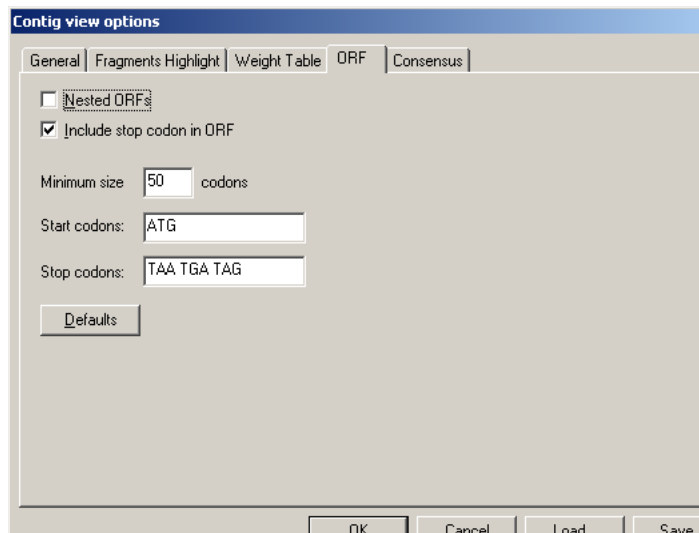 Contig view options
General Fragments Highlight Weight Table ORF Consensus
Nested ORFs
Include stop codon in ORF
Minimum size 50 codons
Start codons: ATG
Stop codons: TAA TGA TAG
Defaults
OK Cancel Load Save